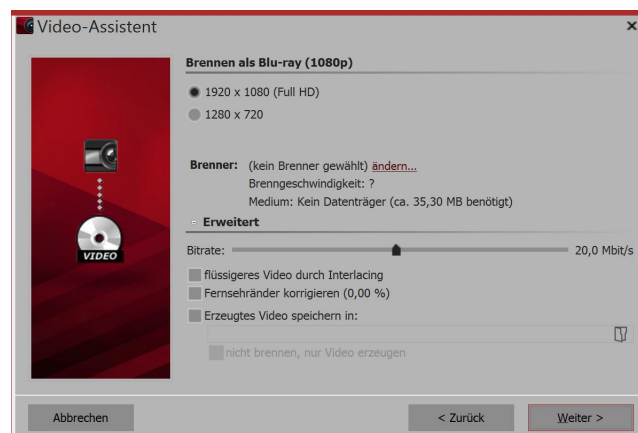 Video-Assistent
Brennen als Blu-ray (1080p)
1920 x 1080 (Full HD)
1280 x 720
Brenner: (kein Brenner gewählt) ändern...
Brenngeschwindigkeit: ?
Medium: Kein Datenträger (ca. 35,30 MB benötigt)
Erweitert
Bitrate: 20,0 Mbit/s
flüssigeres Video durch Interlacing
Fernsehränder korrigieren (0,00 %)
Erzeugtes Video speichern in:
nicht brennen, nur Video erzeugen
VIDEO
Abbrechen < Zurück Weiter >